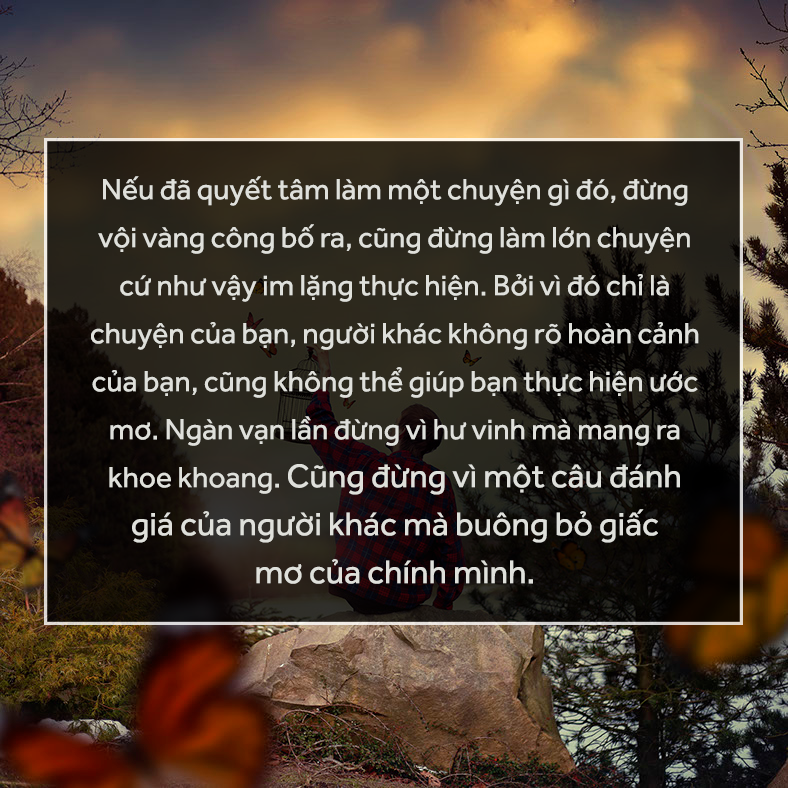 Nếu đã quyết tâm làm một chuyện gì đó, đừng
vội vàng công bố ra, cũng đừng làm lớn chuyện
cứ như vậy im lặng thực hiện. Bởi vì đó chỉ là
chuyện của bạn, người khác không rõ hoàn cảnh
của bạn, cũng không thể giúp bạn thực hiện ước
mơ. Ngàn vạn lần đừng vì hư vinh mà mang ra
khoe khoang. Cũng đừng vì một câu đánh
giá của người khác mà buông bỏ giấc
mơ của chính mình.